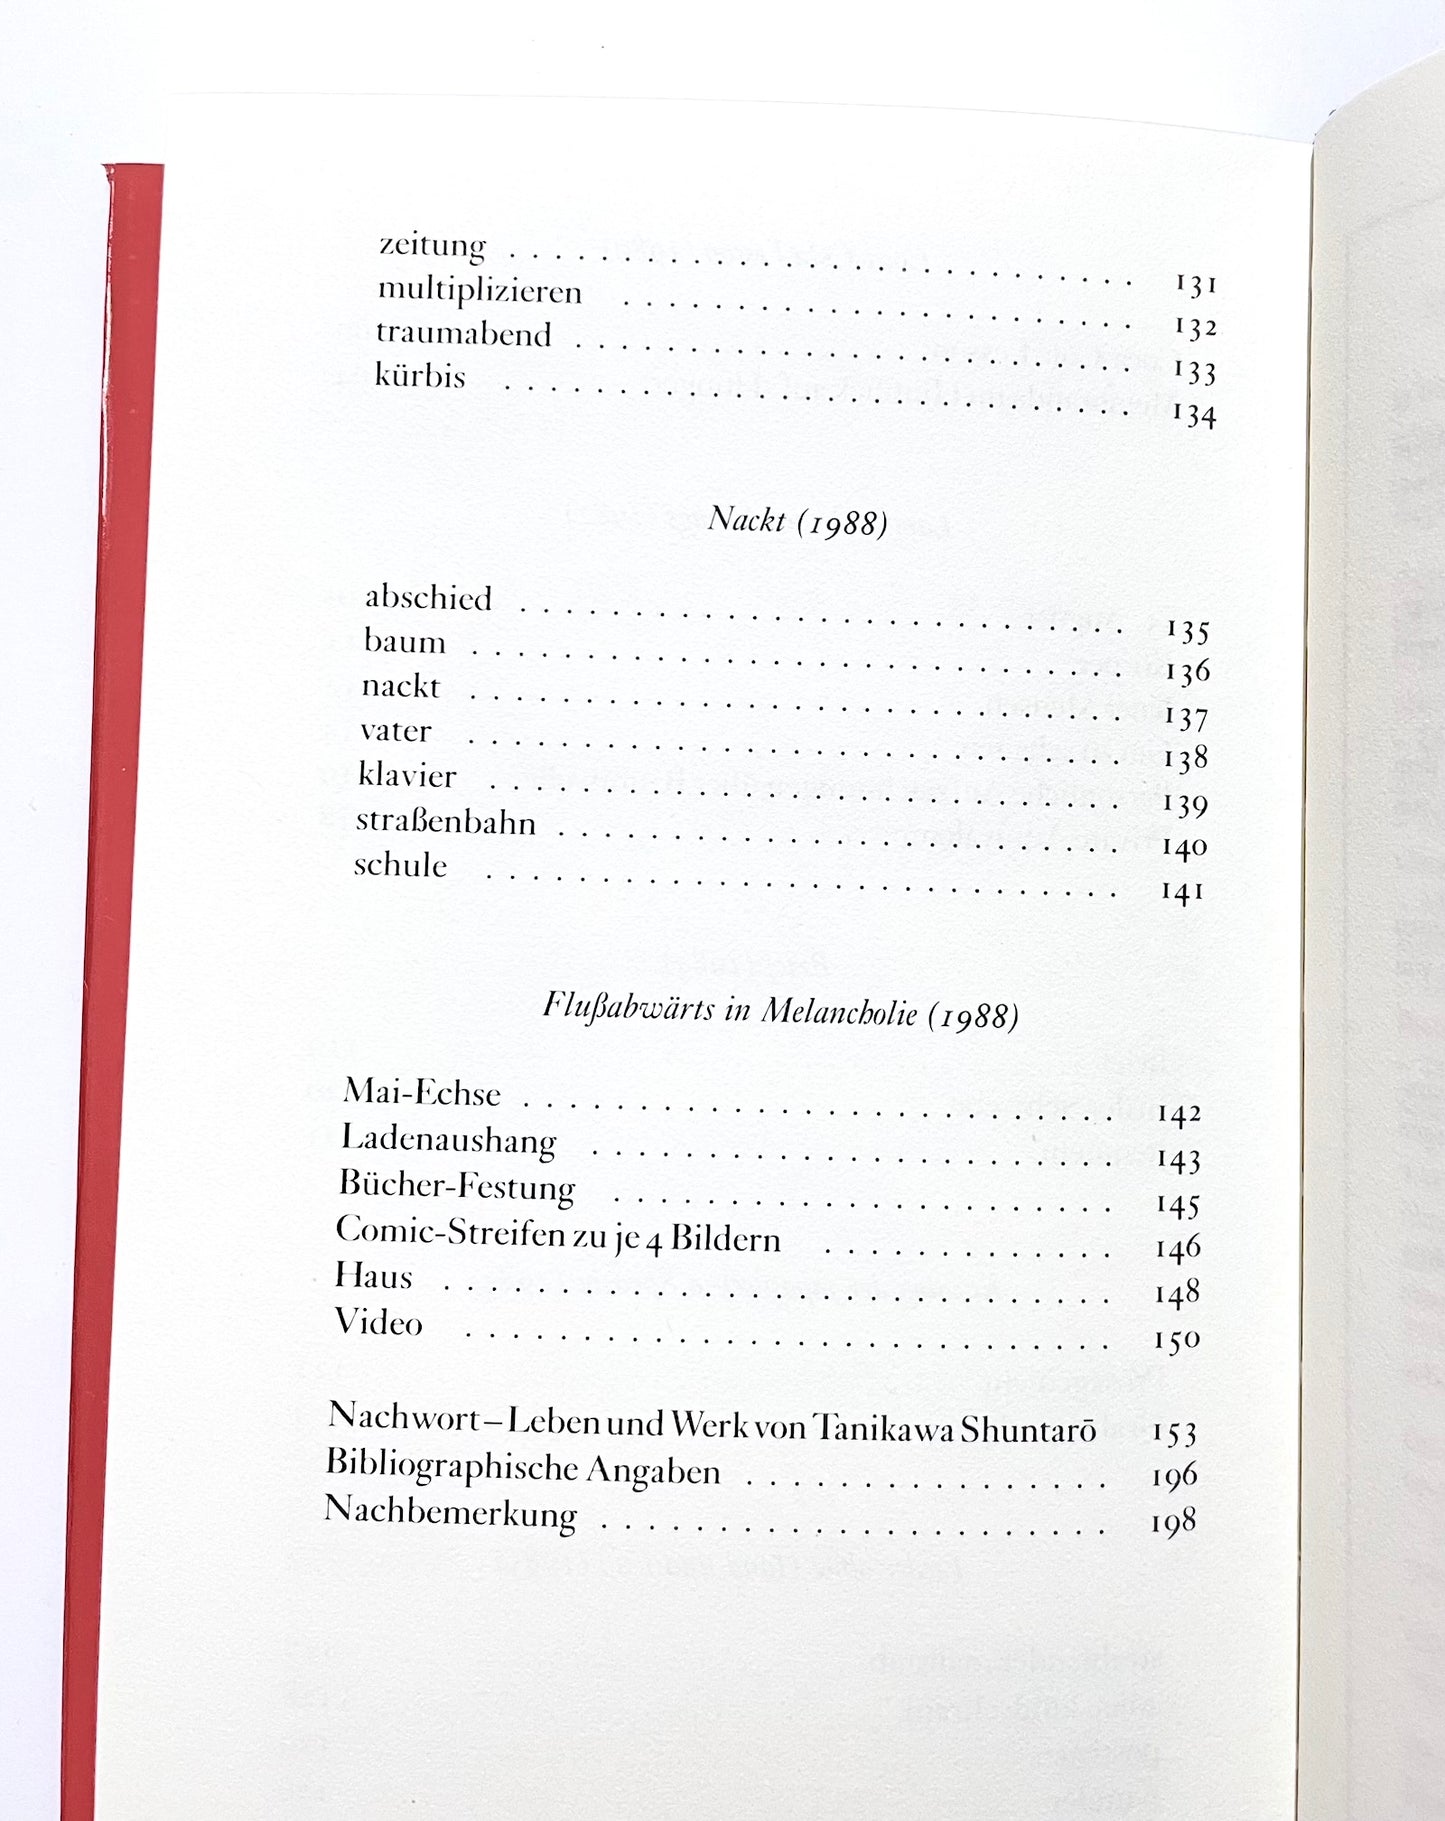 zeitung . . . . . . . . . . . . . . . . . . . . . . . . . . . 131
multiplizieren . . . . . . . . . . . . . . . . . . . . . . 132
traumabend . . . . . . . . . . . . . . . . . . . . . . . . 133
kürbis . . . . . . . . . . . . . . . . . . . . . . . . . . . 134
Nackt (1988)
abschied . . . . . . . . . . . . . . . . . . . . . . . . . . 135
baum . . . . . . . . . . . . . . . . . . . . . . . . . . . . 136
nackt . . . . . . . . . . . . . . . . . . . . . . . . . . . . 137
vater . . . . . . . . . . . . . . . . . . . . . . . . . . . . 138
klavier . . . . . . . . . . . . . . . . . . . . . . . . . . . 139
straßenbahn . . . . . . . . . . . . . . . . . . . . . . . . 140
schule . . . . . . . . . . . . . . . . . . . . . . . . . . . 141
Flußabwärts in Melancholie (1988)
Mai-Echse . . . . . . . . . . . . . . . . . . . . . . . . . . 142
Ladenaushang . . . . . . . . . . . . . . . . . . . . . . . 143
Bücher-Festung . . . . . . . . . . . . . . . . . . . . . . 145
Comic-Streifen zu je 4 Bildern . . . . . . . . . . . . . 146
Haus . . . . . . . . . . . . . . . . . . . . . . . . . . . . . 148
Video . . . . . . . . . . . . . . . . . . . . . . . . . . . . 150
Nachwort – Leben und Werk von Tanikawa Shuntarō 153
Bibliographische Angaben . . . . . . . . . . . . . . . . 196
Nachbemerkung . . . . . . . . . . . . . . . . . . . . . . 198